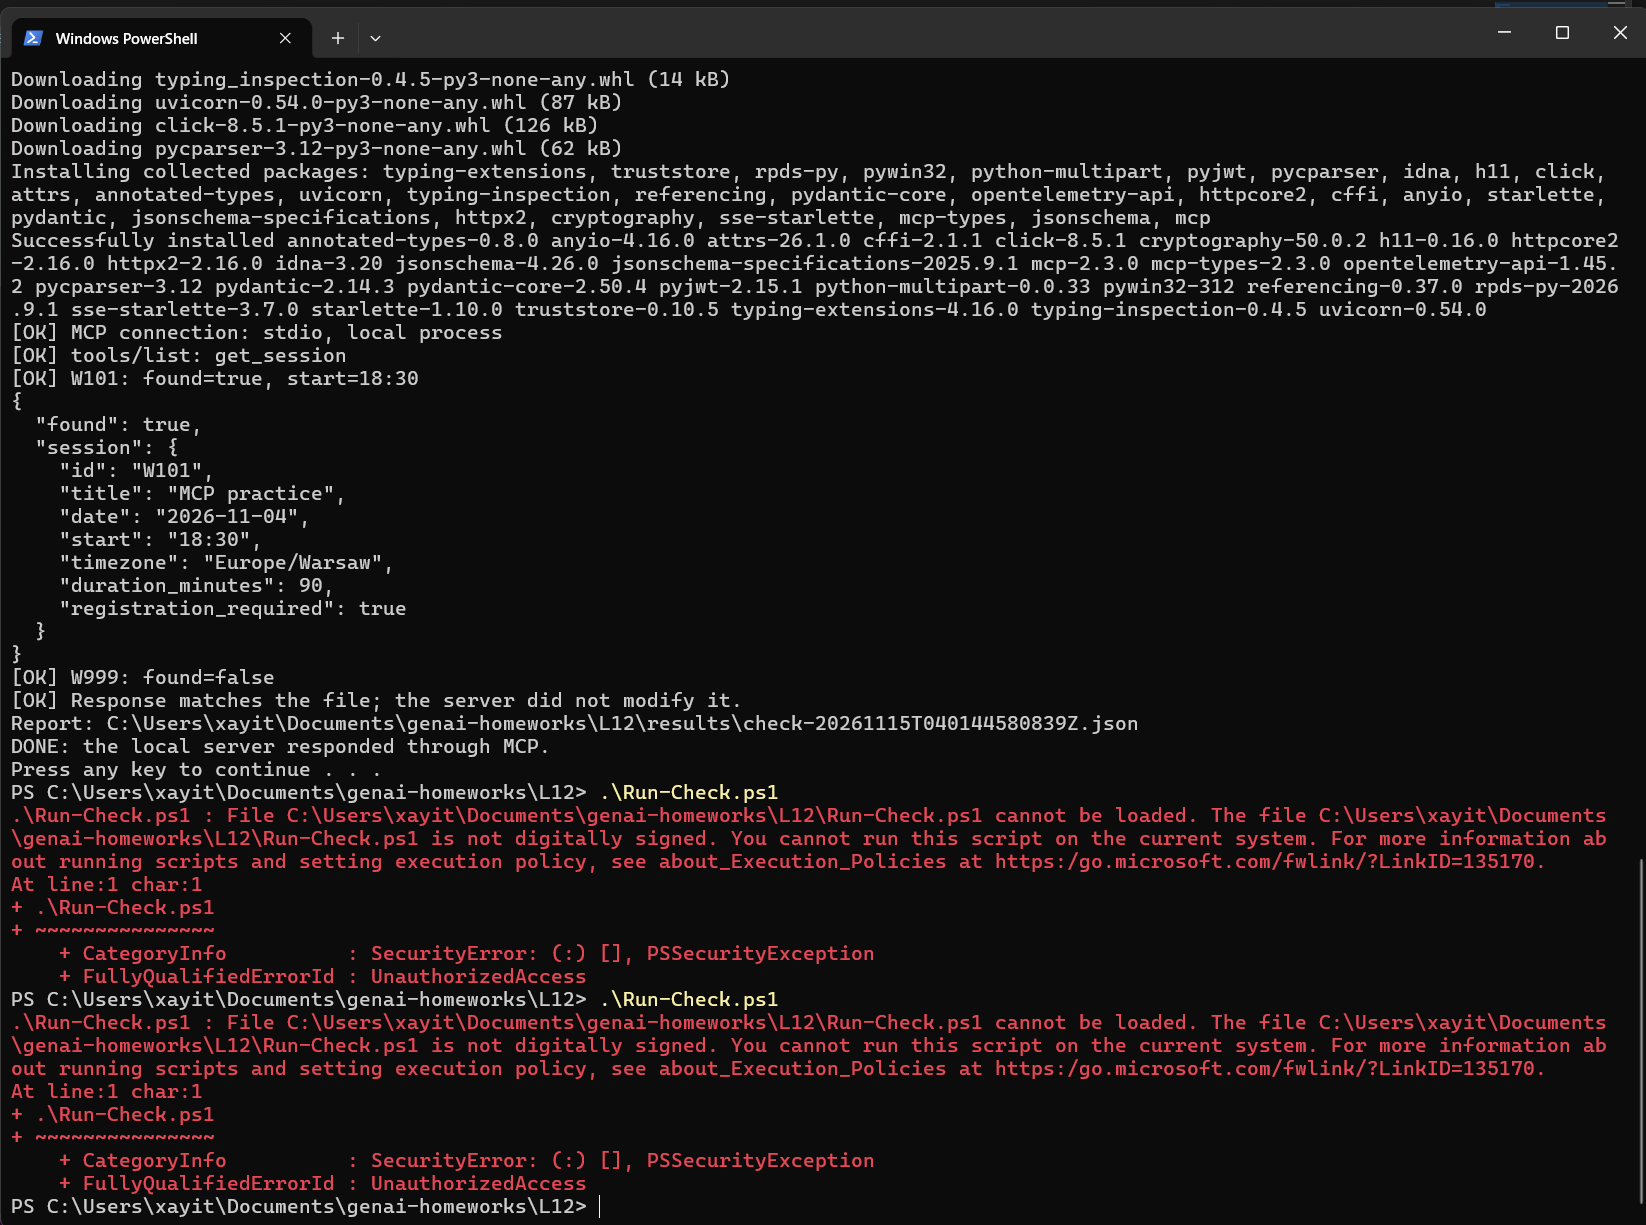 Windows PowerShell
Downloading typing_inspection-0.4.5-py3-none-any.whl (14 kB)
Downloading uvicorn-0.54.0-py3-none-any.whl (87 kB)
Downloading click-8.5.1-py3-none-any.whl (126 kB)
Downloading pycparser-3.12-py3-none-any.whl (62 kB)
Installing collected packages: typing-extensions, truststore, rpds-py, pywin32, python-multipart, pyjwt, pycparser, idna, h11, click,
attrs, annotated-types, uvicorn, typing-inspection, referencing, pydantic-core, opentelemetry-api, httpcore2, cffi, anyio, starlette,
pydantic, jsonschema-specifications, httpx2, cryptography, sse-starlette, mcp-types, jsonschema, mcp
Successfully installed annotated-types-0.8.0 anyio-4.16.0 attrs-26.1.0 cffi-2.1.1 click-8.5.1 cryptography-50.0.2 h11-0.16.0 httpcore2
-2.16.0 httpx2-2.16.0 idna-3.20 jsonschema-4.26.0 jsonschema-specifications-2025.9.1 mcp-2.3.0 mcp-types-2.3.0 opentelemetry-api-1.45.
2 pycparser-3.12 pydantic-2.14.3 pydantic-core-2.50.4 pyjwt-2.15.1 python-multipart-0.0.33 pywin32-312 referencing-0.37.0 rpds-py-2026
.9.1 sse-starlette-3.7.0 starlette-1.10.0 truststore-0.10.5 typing-extensions-4.16.0 typing-inspection-0.4.5 uvicorn-0.54.0
[OK] MCP connection: stdio, local process
[OK] tools/list: get_session
[OK] W101: found=true, start=18:30
{
  "found": true,
  "session": {
    "id": "W101",
    "title": "MCP practice",
    "date": "2026-11-04",
    "start": "18:30",
    "timezone": "Europe/Warsaw",
    "duration_minutes": 90,
    "registration_required": true
  }
}
[OK] W999: found=false
[OK] Response matches the file; the server did not modify it.
Report: C:\Users\xayit\Documents\genai-homeworks\L12\results\check-20261115T040144580839Z.json
DONE: the local server responded through MCP.
Press any key to continue . . .
PS C:\Users\xayit\Documents\genai-homeworks\L12> .\Run-Check.ps1
.\Run-Check.ps1 : File C:\Users\xayit\Documents\genai-homeworks\L12\Run-Check.ps1 cannot be loaded. The file C:\Users\xayit\Documents
\genai-homeworks\L12\Run-Check.ps1 is not digitally signed. You cannot run this script on the current system. For more information ab
out running scripts and setting execution policy, see about_Execution_Policies at https:/go.microsoft.com/fwlink/?LinkID=135170.
At line:1 char:1
+ .\Run-Check.ps1
+ ~~~~~~~~~~~~~~~
    + CategoryInfo          : SecurityError: (:) [], PSSecurityException
    + FullyQualifiedErrorId : UnauthorizedAccess
PS C:\Users\xayit\Documents\genai-homeworks\L12> .\Run-Check.ps1
.\Run-Check.ps1 : File C:\Users\xayit\Documents\genai-homeworks\L12\Run-Check.ps1 cannot be loaded. The file C:\Users\xayit\Documents
\genai-homeworks\L12\Run-Check.ps1 is not digitally signed. You cannot run this script on the current system. For more information ab
out running scripts and setting execution policy, see about_Execution_Policies at https:/go.microsoft.com/fwlink/?LinkID=135170.
At line:1 char:1
+ .\Run-Check.ps1
+ ~~~~~~~~~~~~~~~
    + CategoryInfo          : SecurityError: (:) [], PSSecurityException
    + FullyQualifiedErrorId : UnauthorizedAccess
PS C:\Users\xayit\Documents\genai-homeworks\L12>